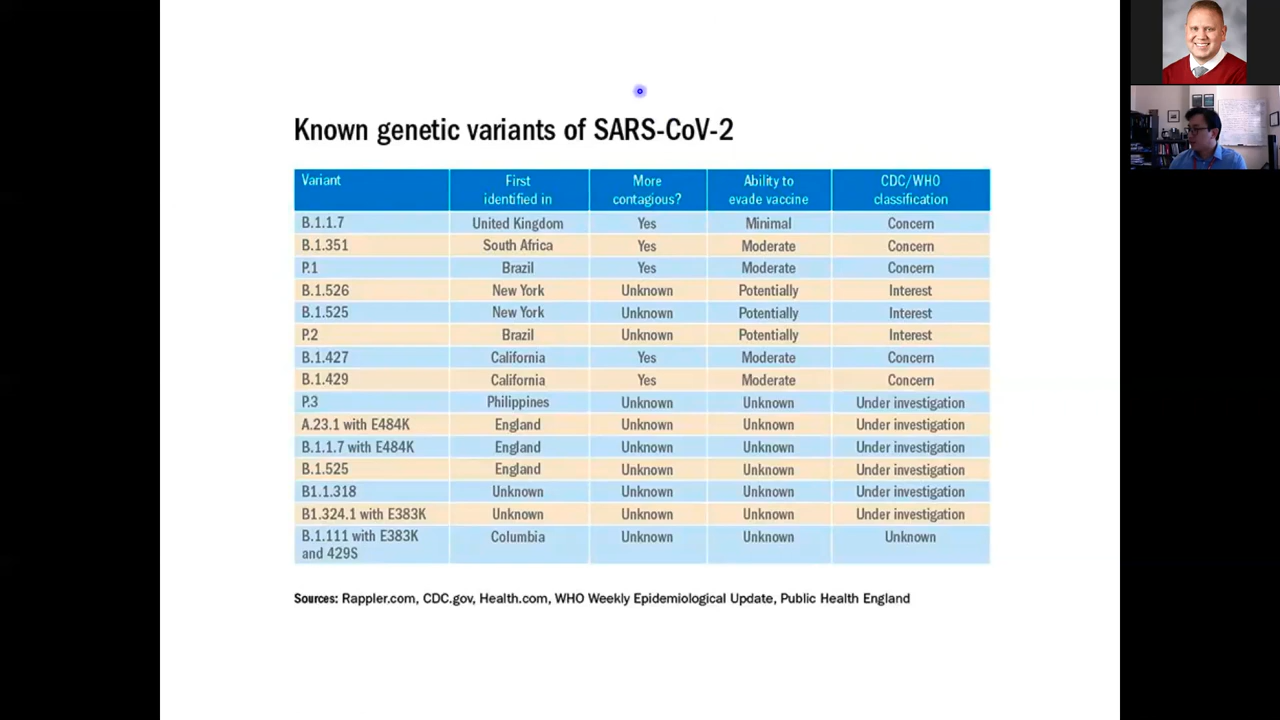 Known genetic variants of SARS-CoV-2
Variant First identified in More contagious? Ability to evade vaccine CDC/WHO classification
B.1.1.7 United Kingdom Yes Minimal Concern
B.1.351 South Africa Yes Moderate Concern
P.1 Brazil Yes Moderate Concern
B.1.526 New York Unknown Potentially Interest
B.1.525 New York Unknown Potentially Interest
P.2 Brazil Unknown Potentially Interest
B.1.427 California Yes Moderate Concern
B.1.429 California Yes Moderate Concern
P.3 Philippines Unknown Unknown Under investigation
A.23.1 with E484K England Unknown Unknown Under investigation
B.1.1.7 with E484K England Unknown Unknown Under investigation
B.1.525 England Unknown Unknown Under investigation
B1.1.318 Unknown Unknown Unknown Under investigation
B1.324.1 with E383K Unknown Unknown Unknown Under investigation
B.1.111 with E383K and 429S Columbia Unknown Unknown Unknown
Sources: Rappler.com, CDC.gov, Health.com, WHO Weekly Epidemiological Update, Public Health England